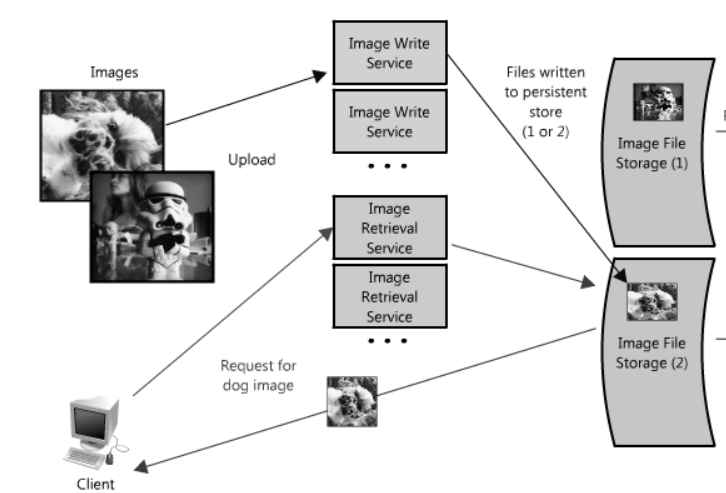 Images
Upload
Image Write
Service
Image Write
Service
. . .
Image
Retrieval
Service
Image
Retrieval
Service
. . .
Files written
to persistent
store
(1 or 2)
Image File
Storage (1)
Image File
Storage (2)
Request for
dog image
Client